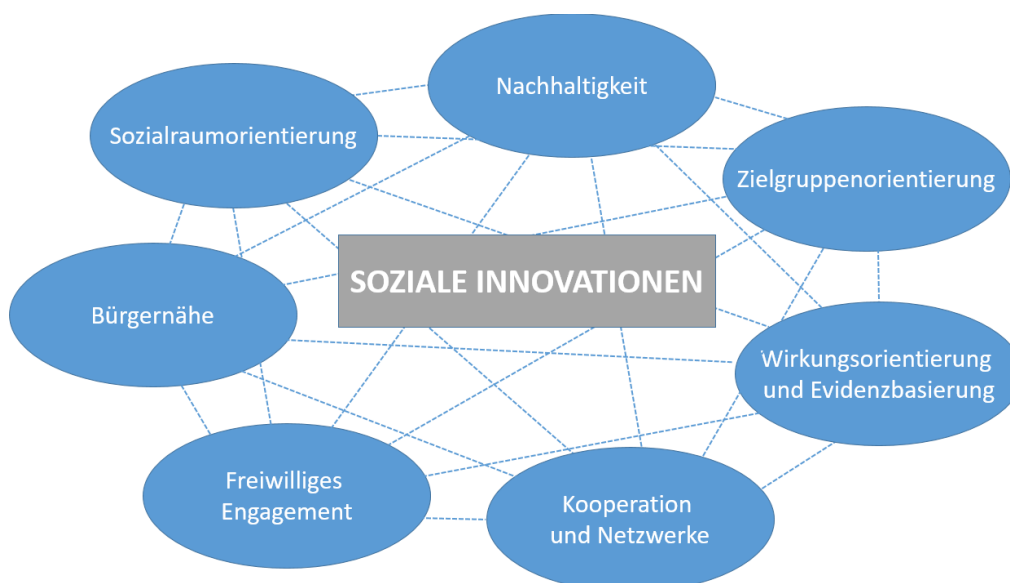 Nachhaltigkeit
Sozialraumorientierung
Zielgruppenorientierung
SOZIALE INNOVATIONEN
Bürgernähe
Wirkungsorientierung
und Evidenzbasierung
Freiwilliges
Engagement
Kooperation
und Netzwerke